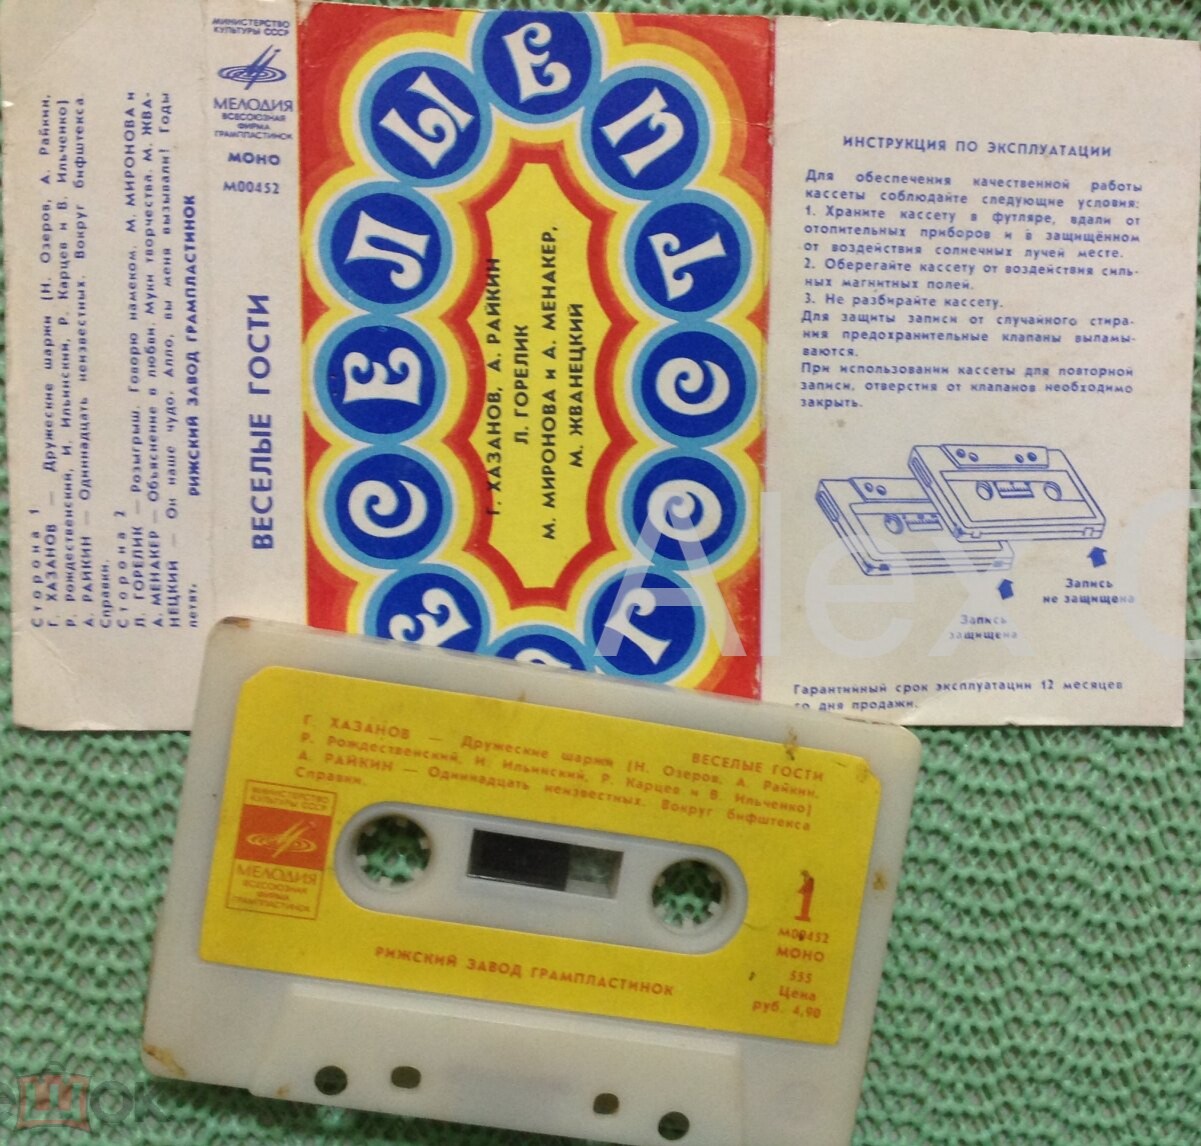 Сторона 1
Г. ХАЗАНОВ — Дружеские шаржи (Н. Озеров, А. Райкин,
Р. Рождественский, И. Ильинский, Р. Карцев и В. Ильченко)
А. РАЙКИН — Одиннадцать неизвестных. Вокруг бифштекса.
Справки.
Сторона 2
Л. ГОРЕЛИК — Розыгрыш. Говорю намеком. М. МИРОНОВА и
А. МЕНАКЕР — Объяснение в любви. Муки творчества. М. ЖВА-
НЕЦКИЙ — Он наше чудо. Алло, вы меня вызывали! Годы
летят.
РИЖСКИЙ ЗАВОД ГРАМПЛАСТИНОК
МИНИСТЕРСТВО
КУЛЬТУРЫ СССР
МЕЛОДИЯ
ВСЕСОЮЗНАЯ
ФИРМА
ГРАМПЛАСТИНОК
МОНО
М00452
ВЕСЕЛЫЕ ГОСТИ
ВЕСЕЛЫЕ ГОСТИ
Г. ХАЗАНОВ, А. РАЙКИН
Л. ГОРЕЛИК
М. МИРОНОВА и А. МЕНАКЕР,
М. ЖВАНЕЦКИЙ
ИНСТРУКЦИЯ ПО ЭКСПЛУАТАЦИИ
Для обеспечения качественной работы
кассеты соблюдайте следующие условия:
1. Храните кассету в футляре, вдали от
отопительных приборов и в защищённом
от воздействия солнечных лучей месте.
2. Оберегайте кассету от воздействия силь-
ных магнитных полей.
3. Не разбирайте кассету.
Для защиты записи от случайного стира-
ния предохранительные клапаны выламы-
ваются.
При использовании кассеты для повторной
записи, отверстия от клапанов необходимо
закрыть.
Запись
не защищена
Запись
защищена
Гарантийный срок эксплуатации 12 месяцев
со дня продажи.
Alex
ВЕСЕЛЫЕ ГОСТИ
Г. ХАЗАНОВ — Дружеские шаржи (Н. Озеров, А. Райкин,
Р. Рождественский, И. Ильинский, Р. Карцев и В. Ильченко)
А. РАЙКИН — Одиннадцать неизвестных. Вокруг бифштекса
Справки.
МИНИСТЕРСТВО
КУЛЬТУРЫ СССР
МЕЛОДИЯ
ВСЕСОЮЗНАЯ
ФИРМА
ГРАМПЛАСТИНОК
1
М00452
МОНО
555
Цена
руб. 4,90
РИЖСКИЙ ЗАВОД ГРАМПЛАСТИНОК
ешок